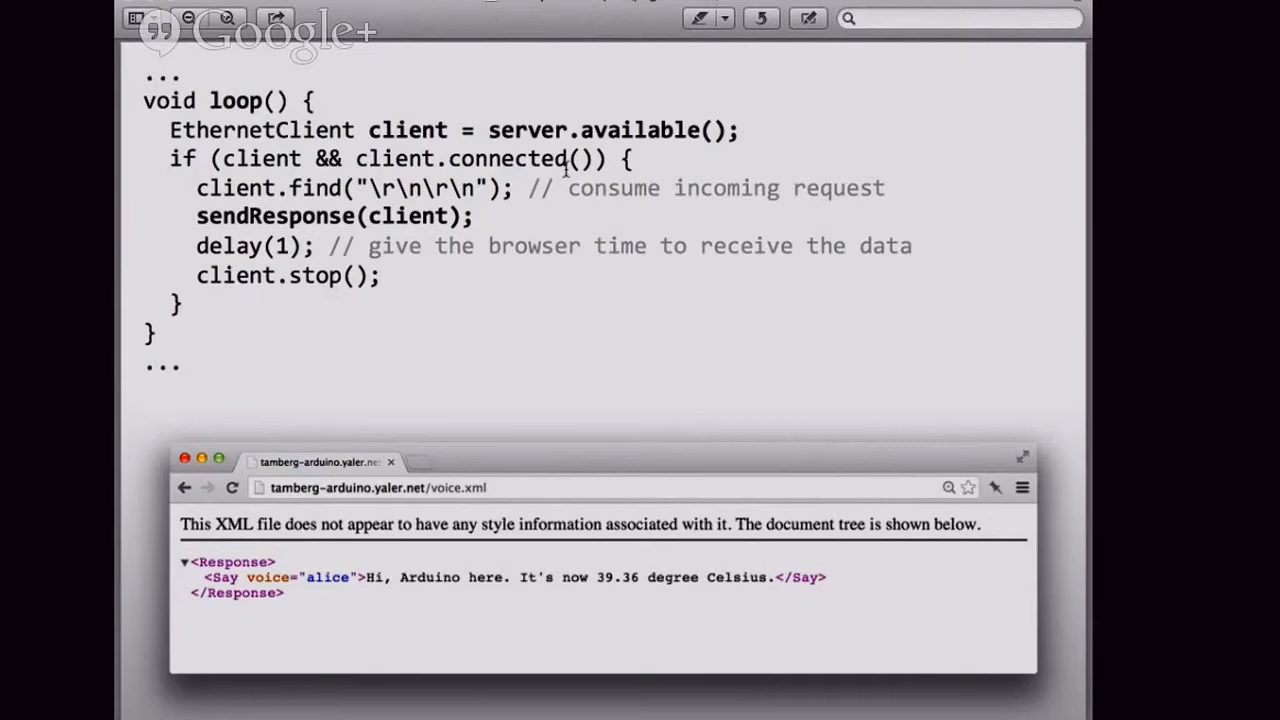 Google+
...
void loop() {
EthernetClient client = server.available();
if (client && client.connected()) {
client.find("\r\n\r\n"); // consume incoming request
sendResponse(client);
delay(1); // give the browser time to receive the data
client.stop();
}
}
...
tamberg-arduino.yaler.ne
tamberg-arduino.yaler.net/voice.xml
This XML file does not appear to have any style information associated with it. The document tree is shown below.
<Response>
<Say voice="alice">Hi, Arduino here. It's now 39.36 degree Celsius.</Say>
</Response>